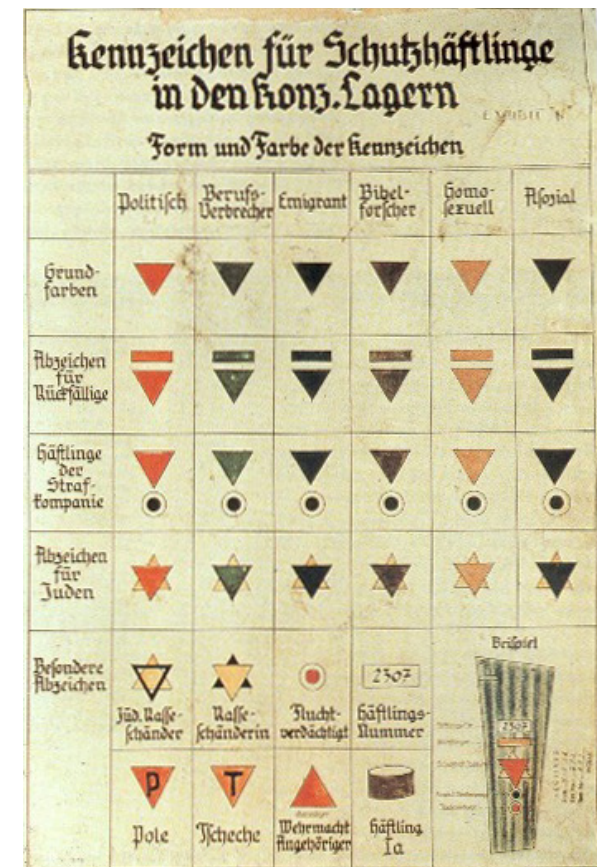 Kennzeichen für Schutzhäftlinge
in den Konz.Lagern
Form und Farbe der Kennzeichen
Politisch
Berufs-
Verbrecher
Emigrant
Bibel-
forscher
Homo-
sexuell
Asozial
Grund-
farben
Abzeichen
für
Rückfällige
Häftlinge
der
Straf-
kompanie
Abzeichen
für
Juden
Besondere
Abzeichen
Jüd. Rasse-
schänder
Rasse-
schänderin
Flucht-
verdächtigt
2307
Häftlings-
Nummer
Beispiel
2307
P
Pole
T
Tscheche
Wehrmacht
Angehöriger
Häftling
Ia